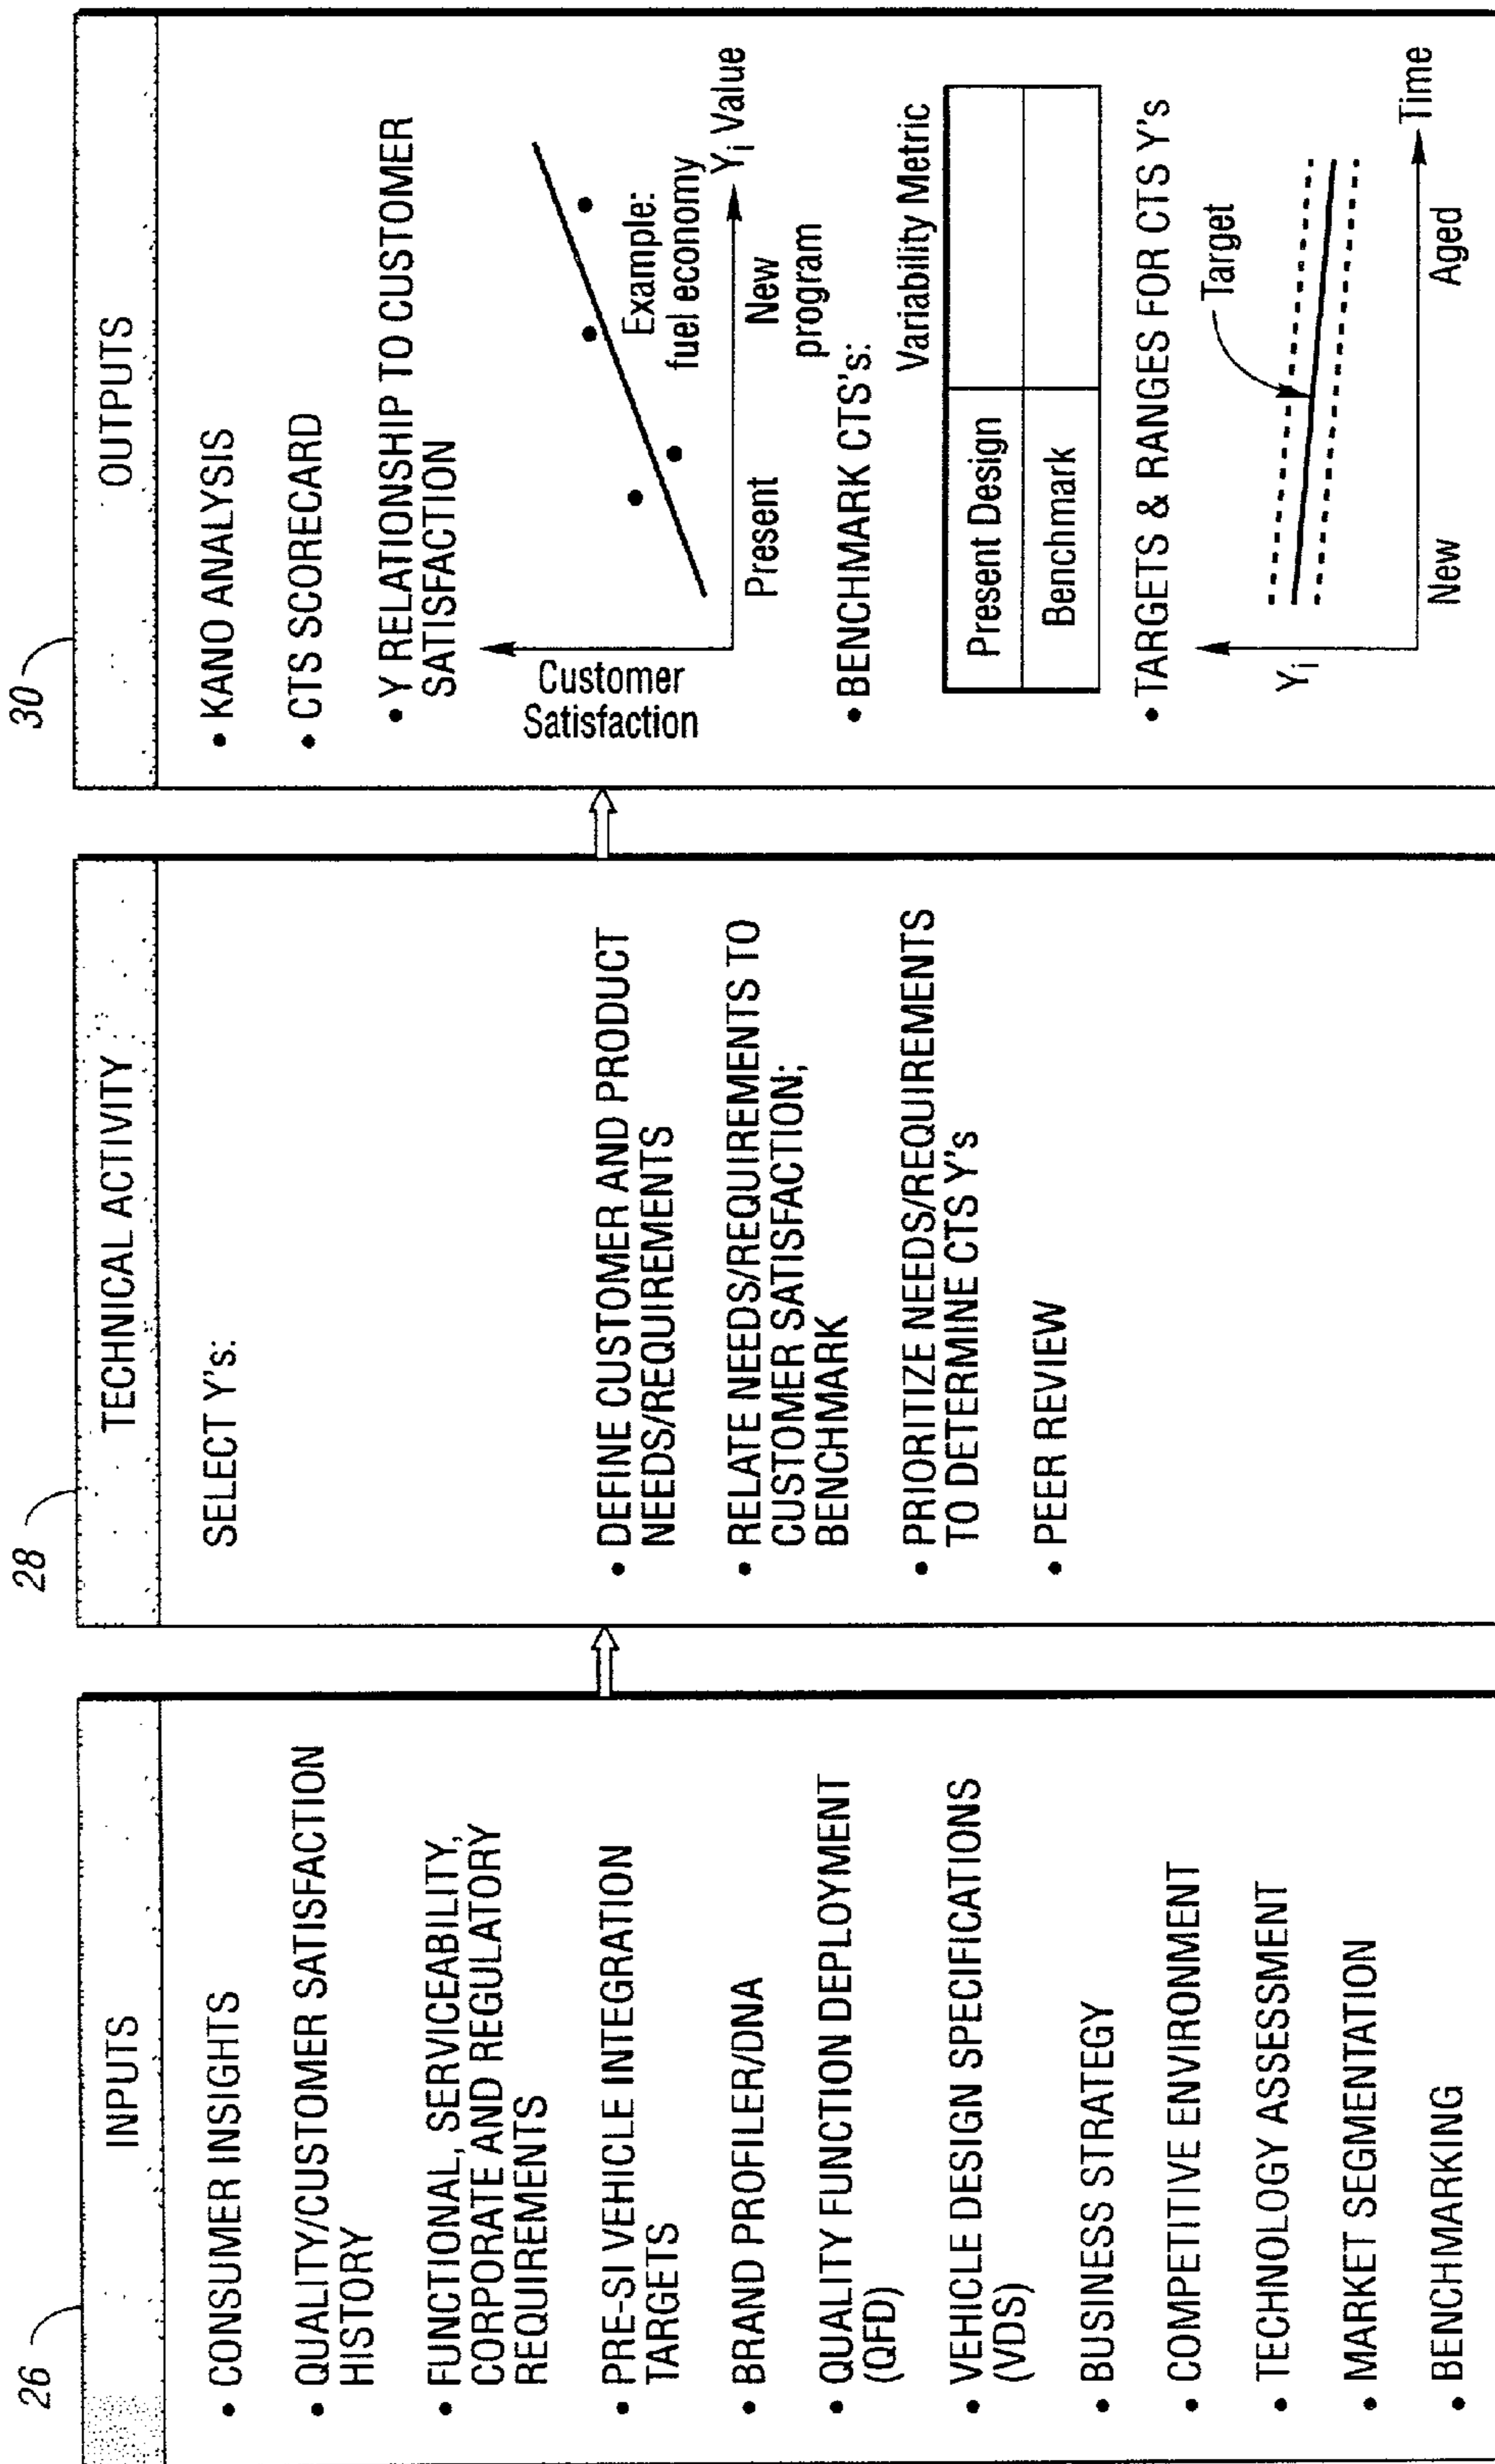 26
INPUTS
• CONSUMER INSIGHTS
• QUALITY/CUSTOMER SATISFACTION
HISTORY
• FUNCTIONAL, SERVICEABILITY,
CORPORATE AND REGULATORY
REQUIREMENTS
• PRE-SI VEHICLE INTEGRATION
TARGETS
• BRAND PROFILER/DNA
• QUALITY FUNCTION DEPLOYMENT
(QFD)
• VEHICLE DESIGN SPECIFICATIONS
(VDS)
• BUSINESS STRATEGY
• COMPETITIVE ENVIRONMENT
• TECHNOLOGY ASSESSMENT
• MARKET SEGMENTATION
• BENCHMARKING
28
TECHNICAL ACTIVITY
SELECT Y's:
• DEFINE CUSTOMER AND PRODUCT
NEEDS/REQUIREMENTS
• RELATE NEEDS/REQUIREMENTS TO
CUSTOMER SATISFACTION;
BENCHMARK
• PRIORITIZE NEEDS/REQUIREMENTS
TO DETERMINE CTS Y's
• PEER REVIEW
30
OUTPUTS
• KANO ANALYSIS
• CTS SCORECARD
• Y RELATIONSHIP TO CUSTOMER
SATISFACTION
Customer
Satisfaction
Example:
fuel economy
Yi Value
Present
New
program
• BENCHMARK CTS's:
Variability Metric
Present Design
Benchmark
• TARGETS & RANGES FOR CTS Y's
Target
Yi
New
Aged
Time